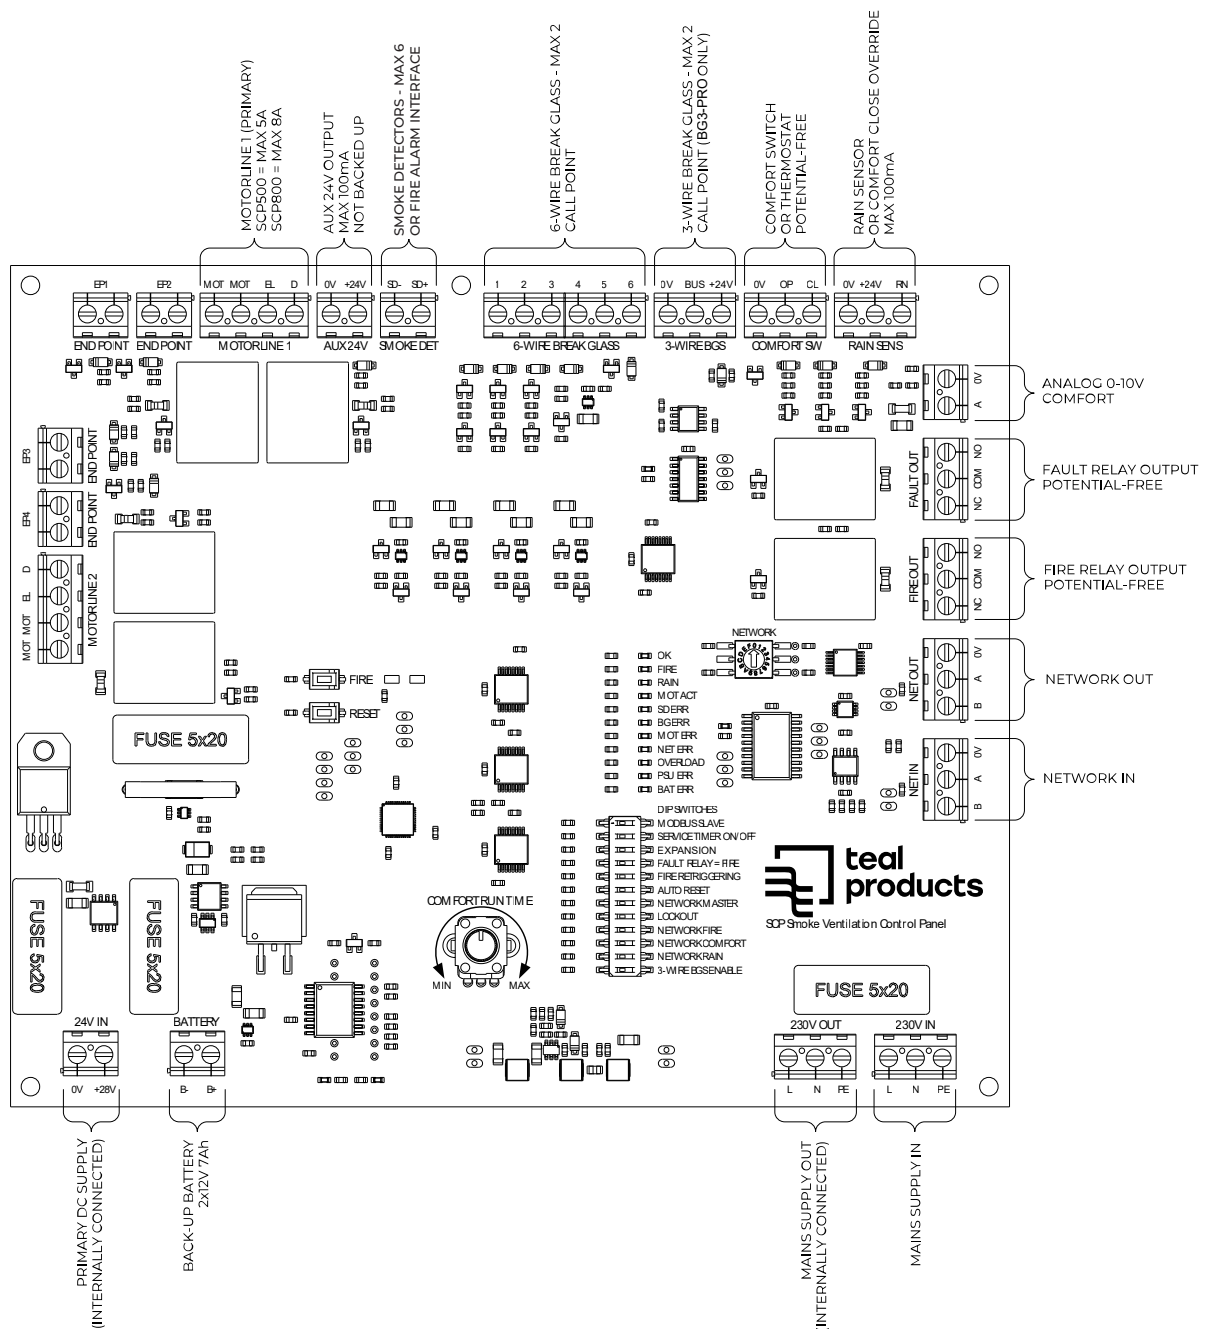 MOTORLINE 1 (PRIMARY)
SCP500 = MAX 5A
SCP800 = MAX 8A
AUX 24V OUTPUT
MAX 100mA
NOT BACKED UP
SMOKE DETECTORS - MAX 6
OR FIRE ALARM INTERFACE
6-WIRE BREAK GLASS - MAX 2
CALL POINT
3-WIRE BREAK GLASS - MAX 2
CALL POINT (BG3-PRO ONLY)
COMFORT SWITCH
OR THERMOSTAT
POTENTIAL-FREE
RAIN SENSOR
OR COMFORT CLOSE OVERRIDE
MAX 100mA
EP1
EP2
MOT MOT EL D
0V +24V
SD- SD+
1 2 3 4 5 6
0V BUS +24V
0V OP CL
0V +24V RN
END POINT
END POINT
MOTORLINE 1
AUX 24V
SMOKE DET
6-WIRE BREAK GLASS
3-WIRE BGS
COMFORT SW
RAIN SENS
0V
A
ANALOG 0-10V
COMFORT
EP3
END POINT
FAULT OUT
NO
COM
NC
FAULT RELAY OUTPUT
POTENTIAL-FREE
EP4
END POINT
FIRE OUT
NO
COM
NC
FIRE RELAY OUTPUT
POTENTIAL-FREE
D
EL
MOT
MOT
MOTORLINE 2
NETWORK
NET OUT
0V
A
B
NETWORK OUT
FIRE
RESET
OK
FIRE
RAIN
MOT ACT
SD ERR
BG ERR
MOT ERR
NET ERR
OVERLOAD
PSU ERR
BAT ERR
NET IN
0V
A
B
NETWORK IN
FUSE 5x20
DIP SWITCHES
MODBUS SLAVE
SERVICE TIMER ON/OFF
EXPANSION
FAULT RELAY = FIRE
FIRE RETRIGGERING
AUTO RESET
NETWORK MASTER
LOCKOUT
NETWORK FIRE
NETWORK COMFORT
NETWORK RAIN
3-WIRE BGS ENABLE
teal
products
SCP Smoke Ventilation Control Panel
COMFORT RUN TIME
MIN
MAX
FUSE 5x20
FUSE 5x20
FUSE 5x20
24V IN
BATTERY
230V OUT
230V IN
0V +28V
B- B+
L N PE
L N PE
PRIMARY DC SUPPLY
(INTERNALLY CONNECTED)
BACK-UP BATTERY
2x12V 7Ah
MAINS SUPPLY OUT
(INTERNALLY CONNECTED)
MAINS SUPPLY IN